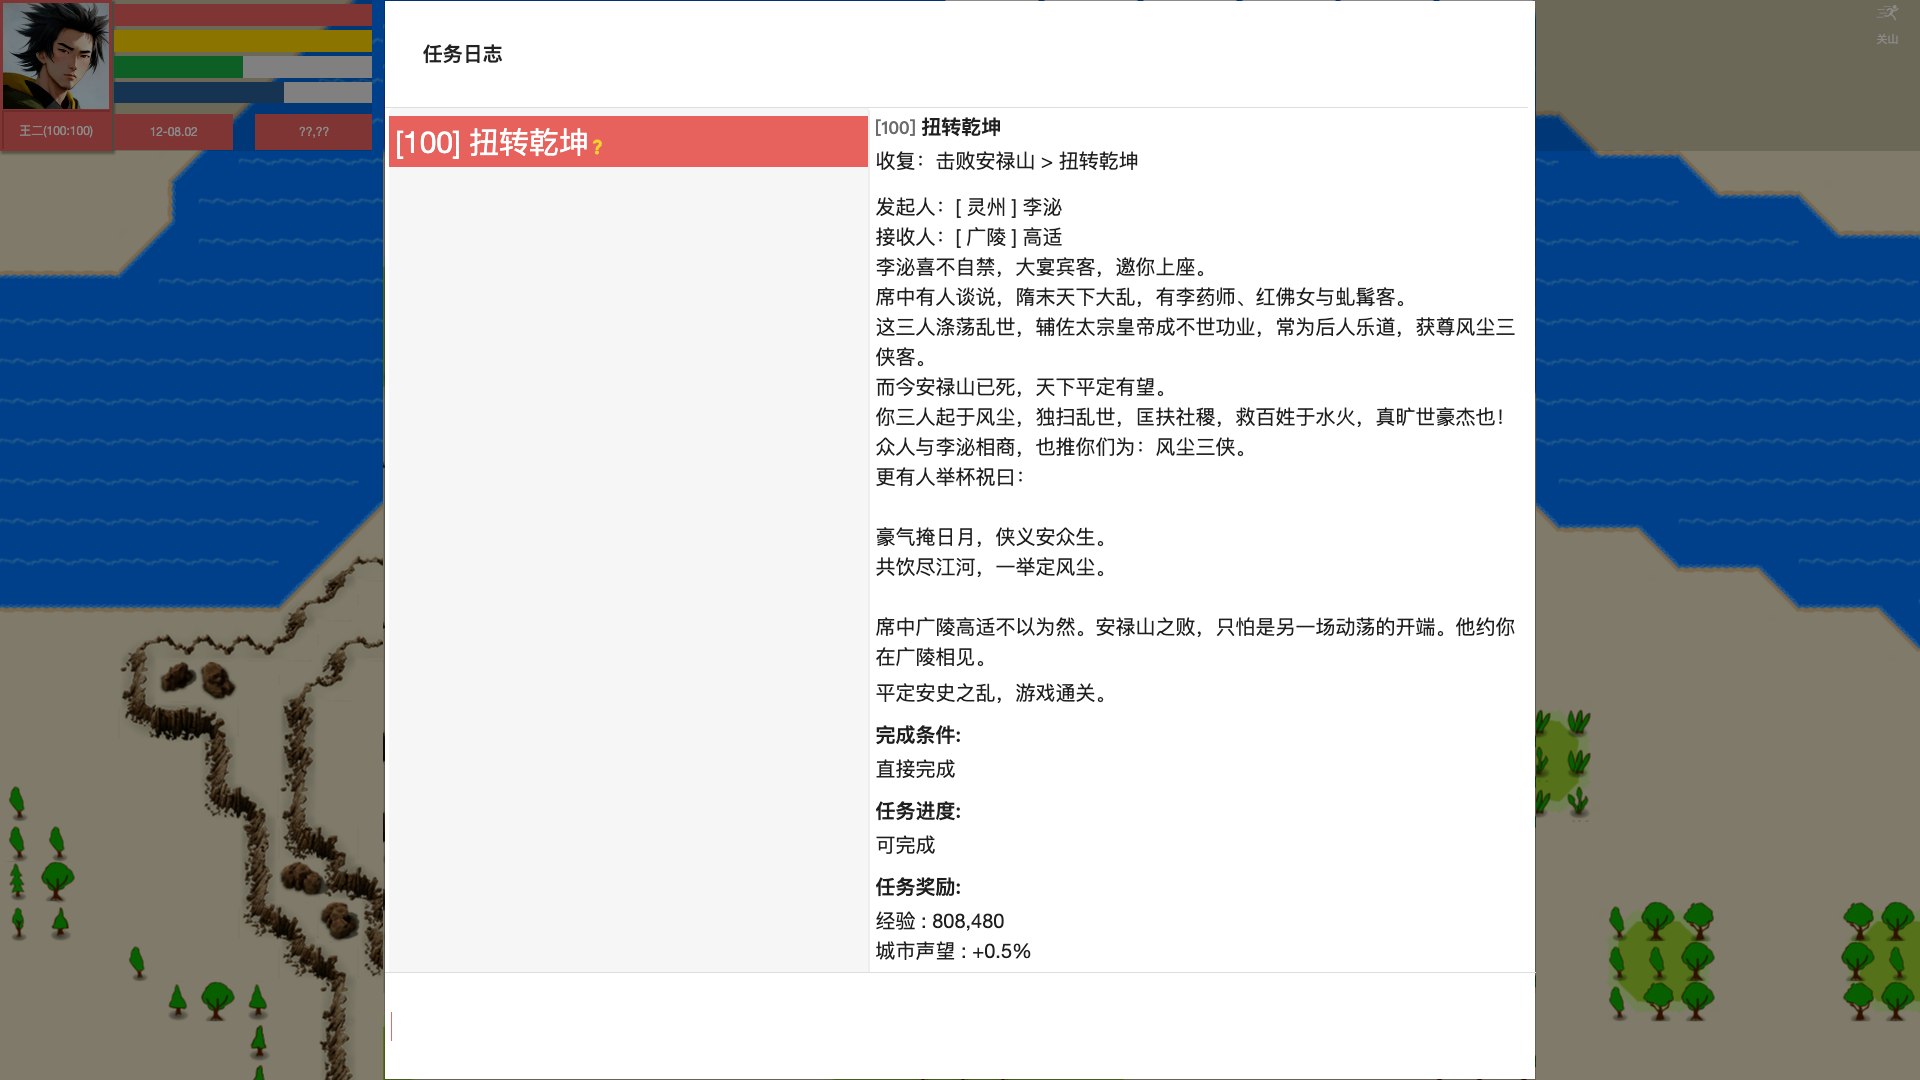 任务日志
关山
王二(100:100)
12-08.02
??,??
[100] 扭转乾坤?
[100] 扭转乾坤
收复：击败安禄山 > 扭转乾坤
发起人：[ 灵州 ] 李泌
接收人：[ 广陵 ] 高适
李泌喜不自禁，大宴宾客，邀你上座。
席中有人谈说，隋末天下大乱，有李药师、红佛女与虬髯客。
这三人涤荡乱世，辅佐太宗皇帝成不世功业，常为后人乐道，获尊风尘三
侠客。
而今安禄山已死，天下平定有望。
你三人起于风尘，独扫乱世，匡扶社稷，救百姓于水火，真旷世豪杰也！
众人与李泌相商，也推你们为：风尘三侠。
更有人举杯祝曰：
豪气掩日月，侠义安众生。
共饮尽江河，一举定风尘。
席中广陵高适不以为然。安禄山之败，只怕是另一场动荡的开端。他约你
在广陵相见。
平定安史之乱，游戏通关。
完成条件:
直接完成
任务进度:
可完成
任务奖励:
经验 : 808,480
城市声望 : +0.5%